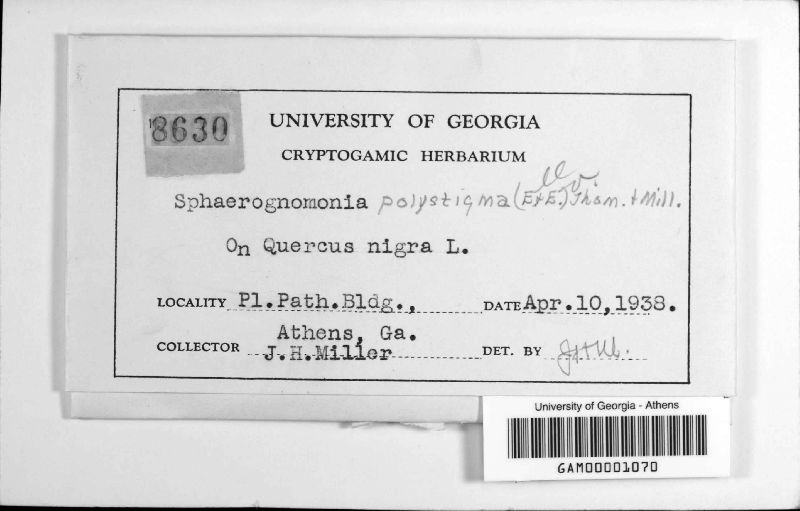 18630
UNIVERSITY OF GEORGIA
CRYPTOGAMIC HERBARIUM
Sphaerognomonia polystigma (E&E.) Thom. & Mill.
On Quercus nigra L.
LOCALITY Pl.Path.Bldg., DATE Apr.10,1938.
Athens, Ga.
COLLECTOR J.H.Miller DET. BY
University of Georgia - Athens
GAM00001070